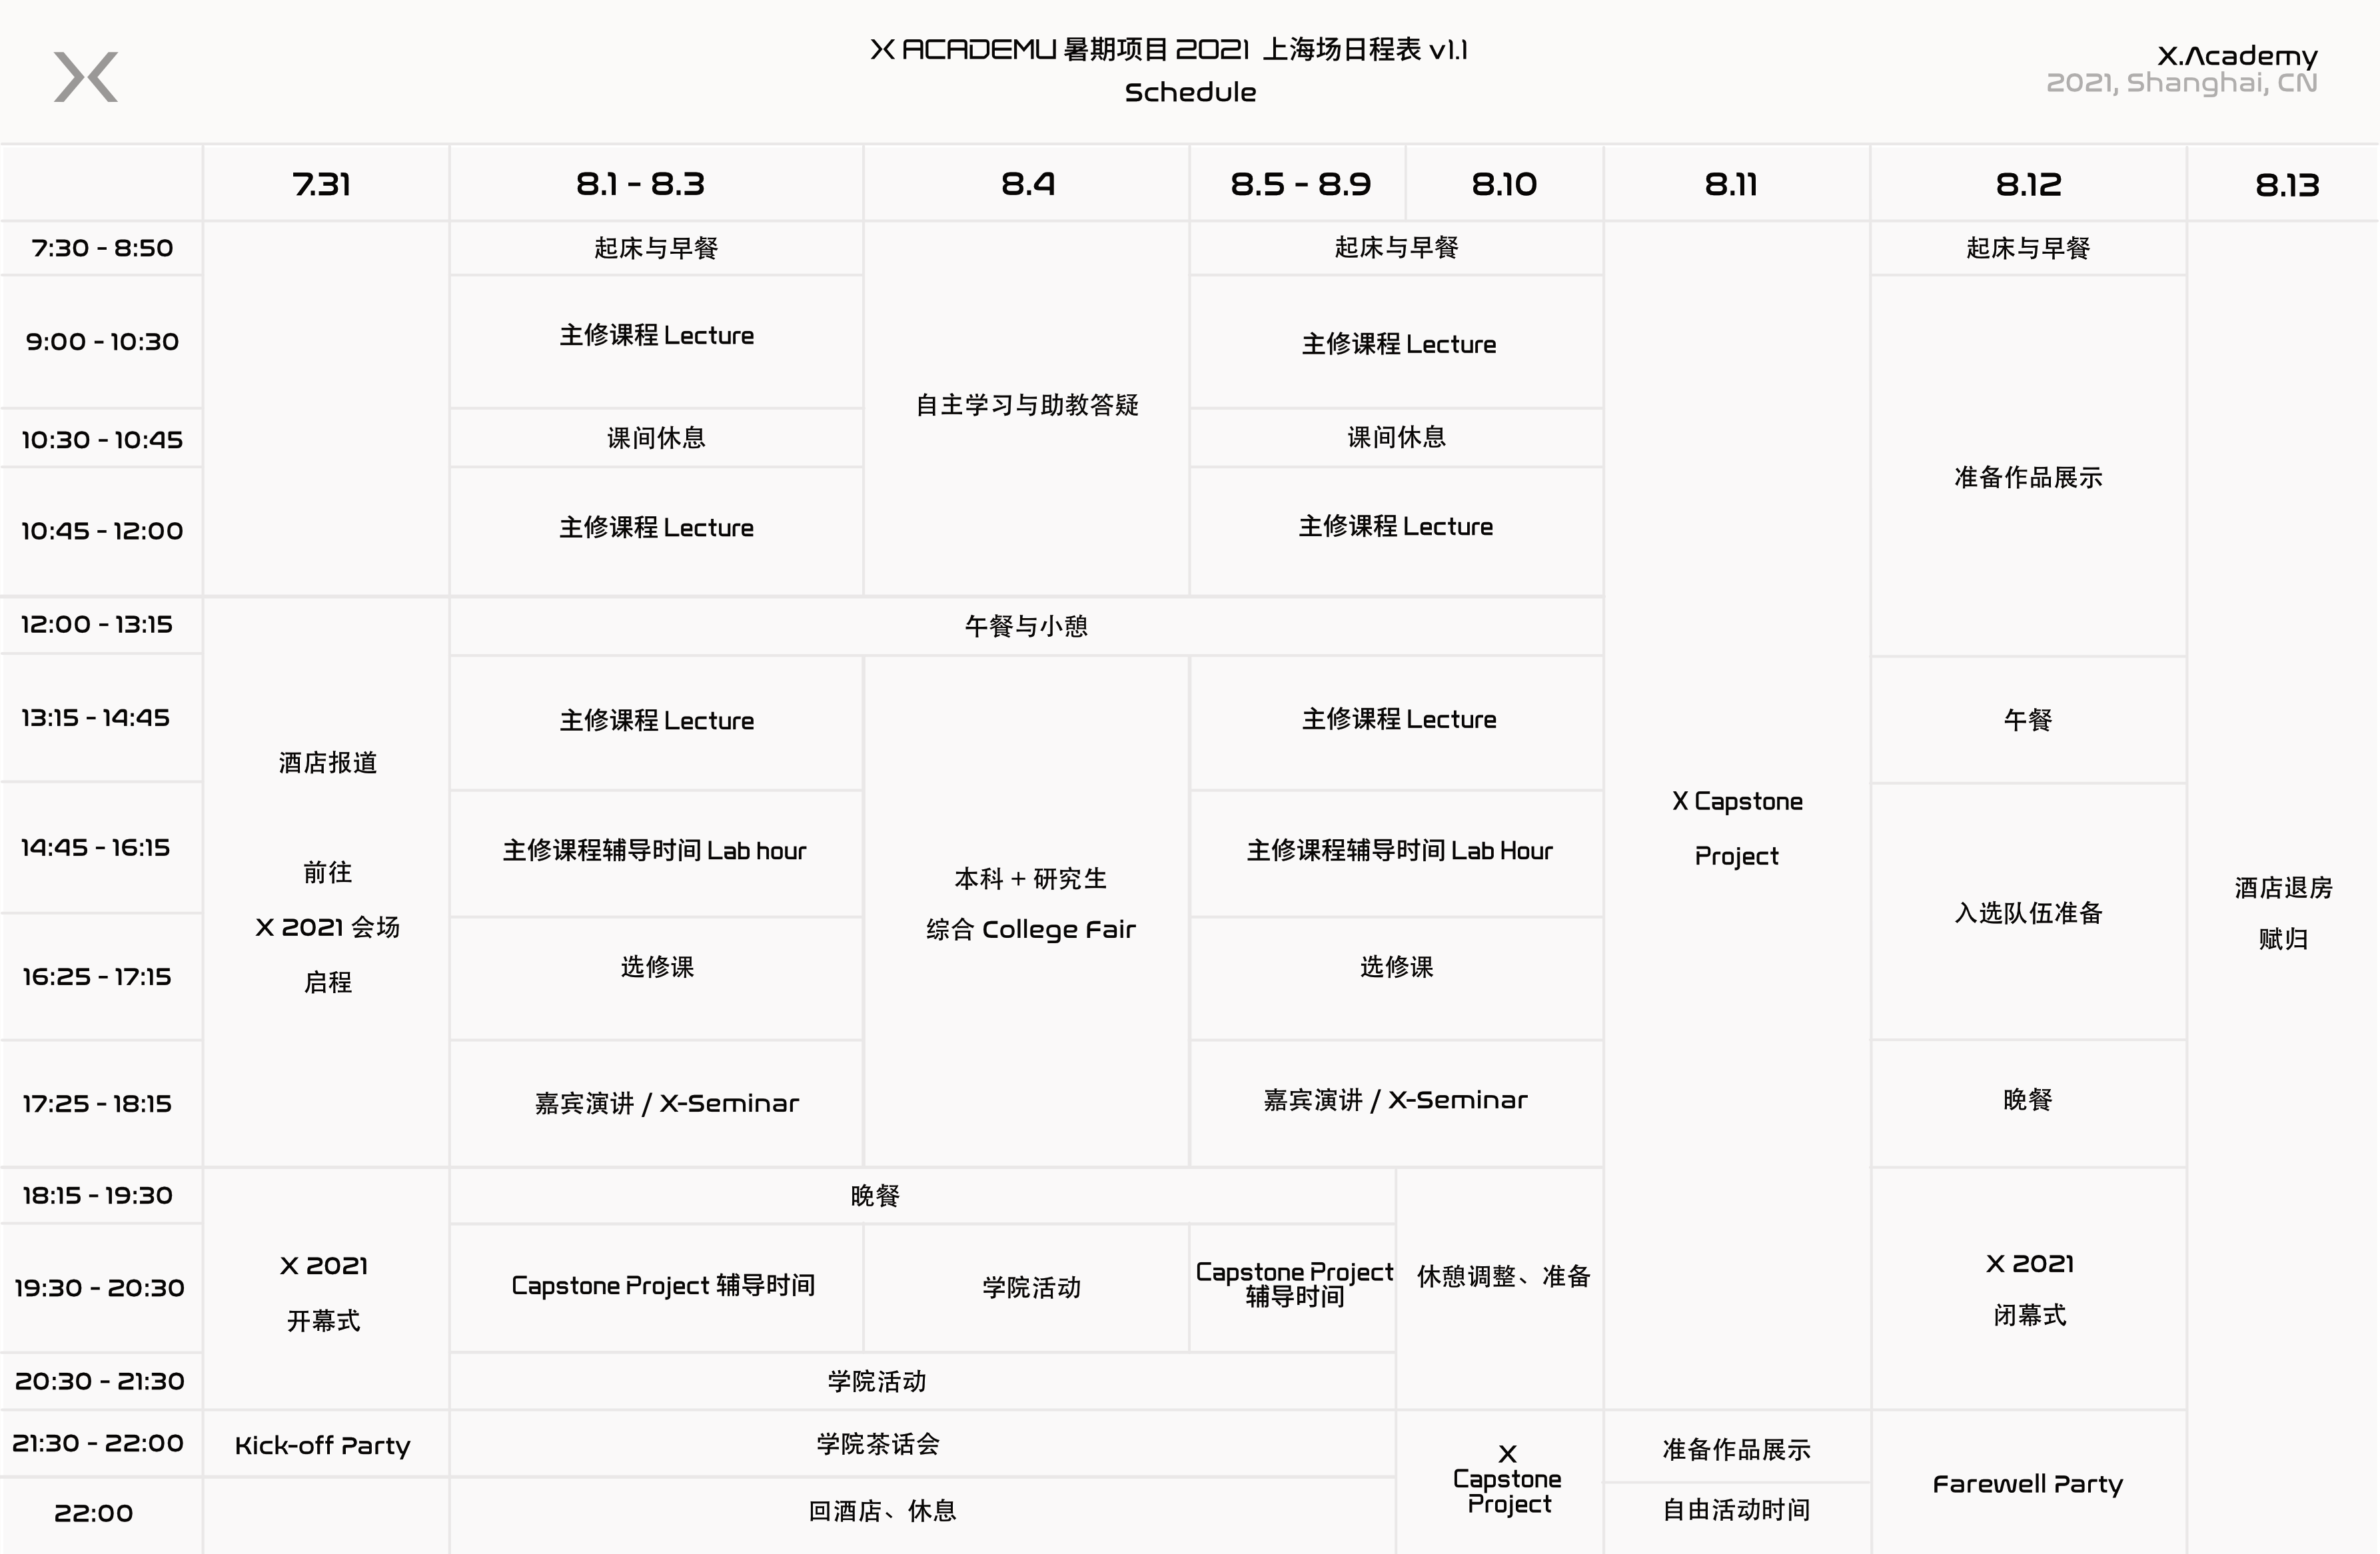 X ACADEMY 暑期项目 2021 上海场日程表 v1.1
Schedule
X.Academy
2021, Shanghai, CN
7.31
8.1 - 8.3
8.4
8.5 - 8.9
8.10
8.11
8.12
8.13
7:30 - 8:50
起床与早餐
起床与早餐
起床与早餐
9:00 - 10:30
主修课程 Lecture
主修课程 Lecture
自主学习与助教答疑
10:30 - 10:45
课间休息
课间休息
准备作品展示
10:45 - 12:00
主修课程 Lecture
主修课程 Lecture
12:00 - 13:15
午餐与小憩
13:15 - 14:45
主修课程 Lecture
主修课程 Lecture
午餐
酒店报道
前往
X 2021 会场
启程
X Capstone
Project
14:45 - 16:15
主修课程辅导时间 Lab hour
本科 + 研究生
综合 College Fair
主修课程辅导时间 Lab Hour
入选队伍准备
酒店退房
赋归
16:25 - 17:15
选修课
选修课
17:25 - 18:15
嘉宾演讲 / X-Seminar
嘉宾演讲 / X-Seminar
晚餐
18:15 - 19:30
晚餐
X 2021
开幕式
19:30 - 20:30
Capstone Project 辅导时间
学院活动
Capstone Project
辅导时间
休憩调整、准备
X 2021
闭幕式
20:30 - 21:30
学院活动
21:30 - 22:00
Kick-off Party
学院茶话会
X
Capstone
Project
准备作品展示
Farewell Party
22:00
回酒店、休息
自由活动时间